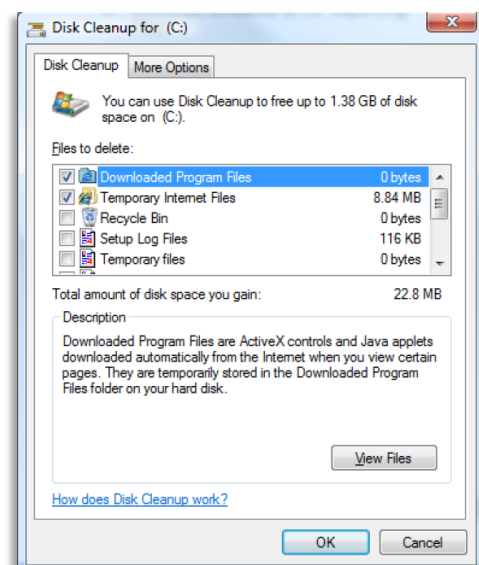 Disk Cleanup for (C:)
Disk Cleanup
More Options
You can use Disk Cleanup to free up to 1.38 GB of disk
space on (C:).
Files to delete:
Downloaded Program Files 0 bytes
Temporary Internet Files 8.84 MB
Recycle Bin 0 bytes
Setup Log Files 116 KB
Temporary files 0 bytes
Total amount of disk space you gain: 22.8 MB
Description
Downloaded Program Files are ActiveX controls and Java applets
downloaded automatically from the Internet when you view certain
pages. They are temporarily stored in the Downloaded Program
Files folder on your hard disk.
View Files
How does Disk Cleanup work?
OK
Cancel